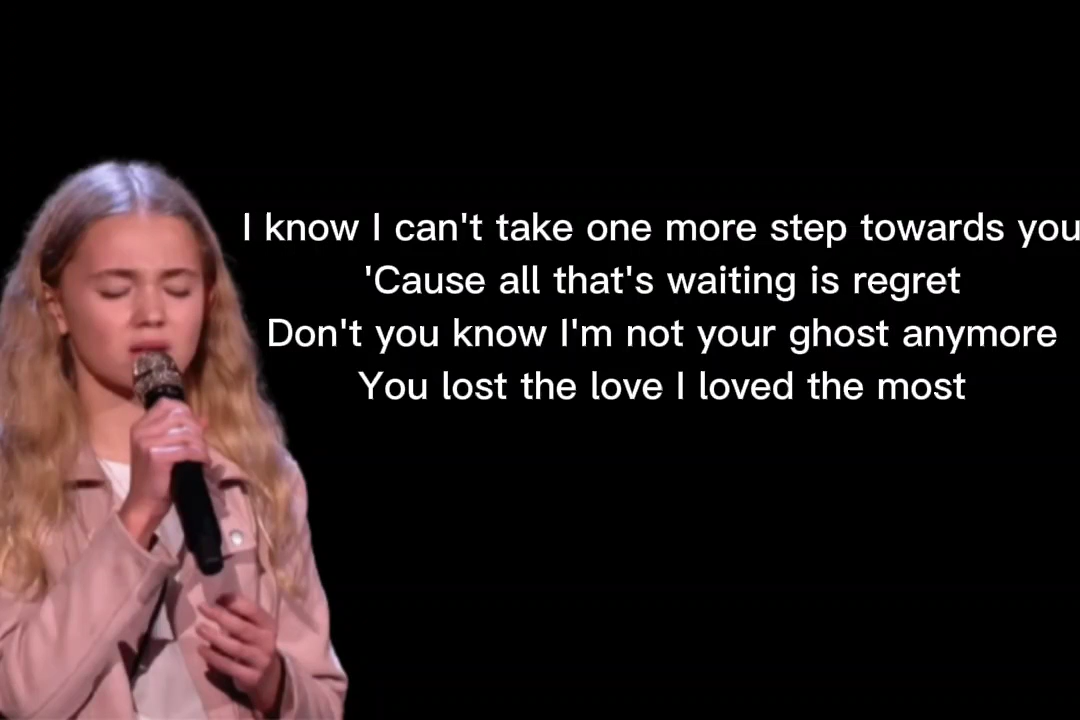 I know I can't take one more step towards you
'Cause all that's waiting is regret
Don't you know I'm not your ghost anymore
You lost the love I loved the most